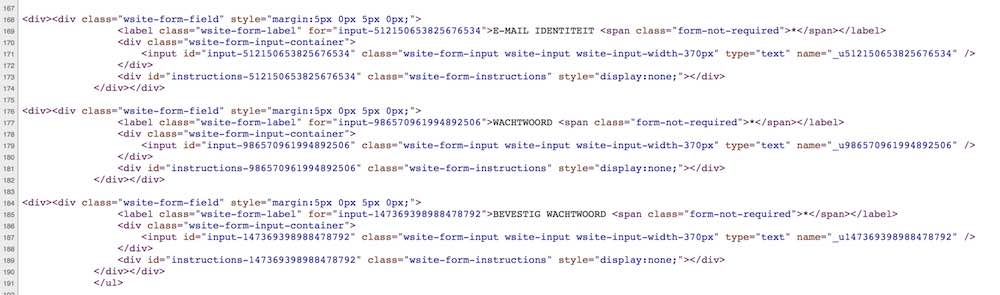 167
168 <div><div class="wsite-form-field" style="margin:5px 0px 5px 0px;">
169 <label class="wsite-form-label" for="input-512150653825676534">E-MAIL IDENTITEIT <span class="form-not-required">*</span></label>
170 <div class="wsite-form-input-container">
171 <input id="input-512150653825676534" class="wsite-form-input wsite-input wsite-input-width-370px" type="text" name="_u512150653825676534" />
172 </div>
173 <div id="instructions-512150653825676534" class="wsite-form-instructions" style="display:none;"></div>
174 </div></div>
175
176 <div><div class="wsite-form-field" style="margin:5px 0px 5px 0px;">
177 <label class="wsite-form-label" for="input-986570961994892506">WACHTWOORD <span class="form-not-required">*</span></label>
178 <div class="wsite-form-input-container">
179 <input id="input-986570961994892506" class="wsite-form-input wsite-input wsite-input-width-370px" type="text" name="_u986570961994892506" />
180 </div>
181 <div id="instructions-986570961994892506" class="wsite-form-instructions" style="display:none;"></div>
182 </div></div>
183
184 <div><div class="wsite-form-field" style="margin:5px 0px 5px 0px;">
185 <label class="wsite-form-label" for="input-147369398988478792">BEVESTIG WACHTWOORD <span class="form-not-required">*</span></label>
186 <div class="wsite-form-input-container">
187 <input id="input-147369398988478792" class="wsite-form-input wsite-input wsite-input-width-370px" type="text" name="_u147369398988478792" />
188 </div>
189 <div id="instructions-147369398988478792" class="wsite-form-instructions" style="display:none;"></div>
190 </div></div>
191 </ul>